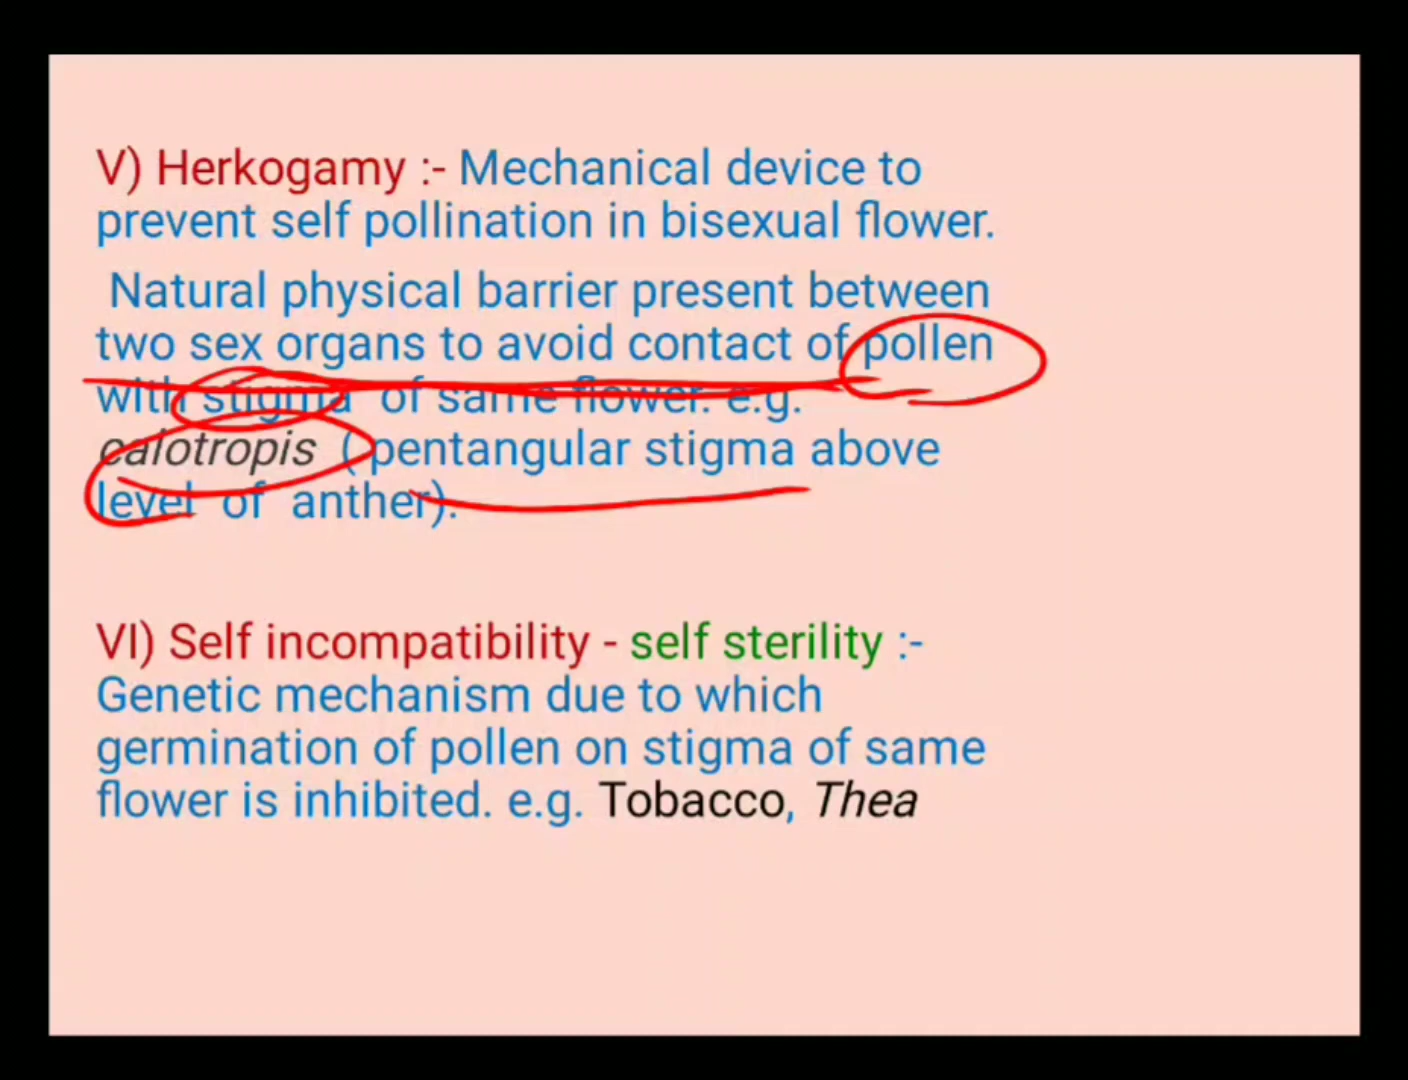 V) Herkogamy :- Mechanical device to
prevent self pollination in bisexual flower.
Natural physical barrier present between
two sex organs to avoid contact of pollen
with stigma of same flower. e.g.
calotropis ( pentangular stigma above
level of anther).
VI) Self incompatibility - self sterility :-
Genetic mechanism due to which
germination of pollen on stigma of same
flower is inhibited. e.g. Tobacco, Thea